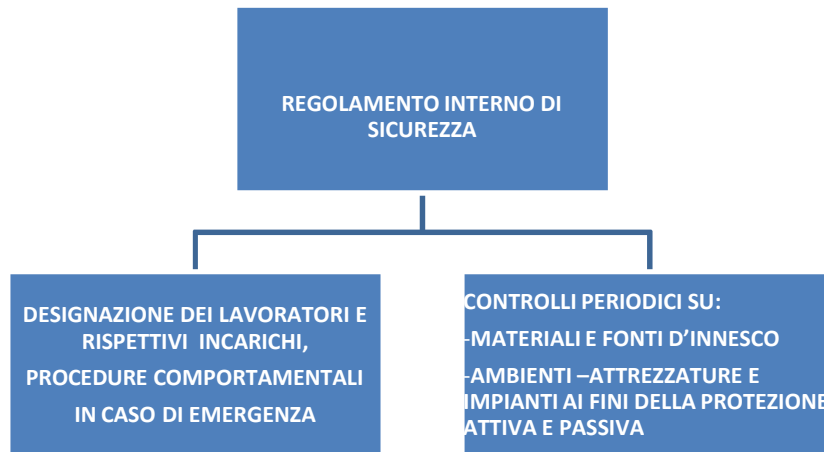 REGOLAMENTO INTERNO DI
SICUREZZA
DESIGNAZIONE DEI LAVORATORI E
RISPETTIVI INCARICHI,
PROCEDURE COMPORTAMENTALI
IN CASO DI EMERGENZA
CONTROLLI PERIODICI SU:
-MATERIALI E FONTI D’INNESCO
-AMBIENTI –ATTREZZATURE E
IMPIANTI AI FINI DELLA PROTEZIONE
ATTIVA E PASSIVA